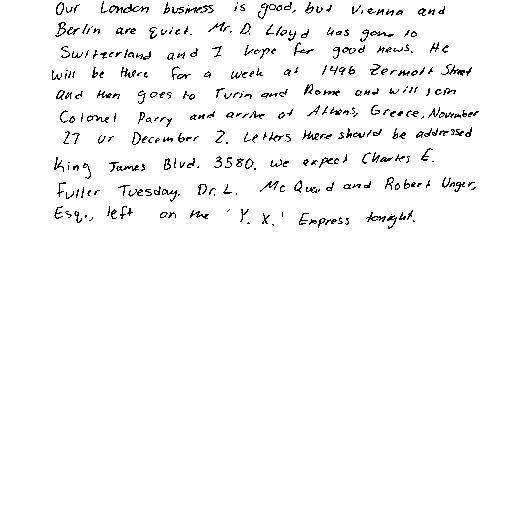 Our London business is good, but Vienna and
Berlin are quiet. Mr. D. Lloyd has gone to
Switzerland and I hope for good news. He
will be there for a week at 1496 Zermott Street
and then goes to Turin and Rome and will join
Colonel Parry and arrive at Athens, Greece, November
27 or December 2. Letters there should be addressed
King James Blvd. 3580. We expect Charles E.
Fuller Tuesday. Dr. L. McQuaid and Robert Unger,
Esq., left on the 'Y. X.' Express tonight.